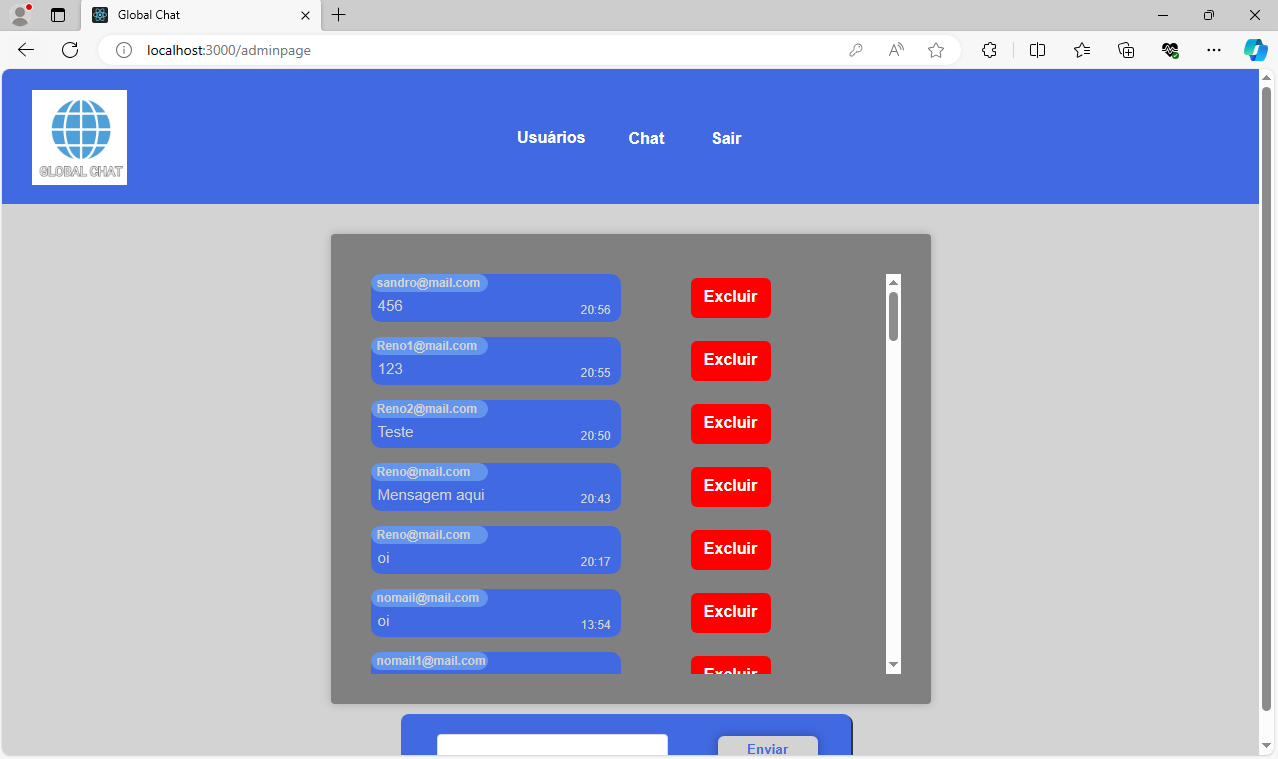 Global Chat
localhost:3000/adminpage
GLOBAL CHAT
Usuários Chat Sair
sandro@mail.com
456 20:56 Excluir
Reno1@mail.com
123 20:55 Excluir
Reno2@mail.com
Teste 20:50 Excluir
Reno@mail.com
Mensagem aqui 20:43 Excluir
Reno@mail.com
oi 20:17 Excluir
nomail@mail.com
oi 13:54 Excluir
nomail1@mail.com
Excluir
Enviar